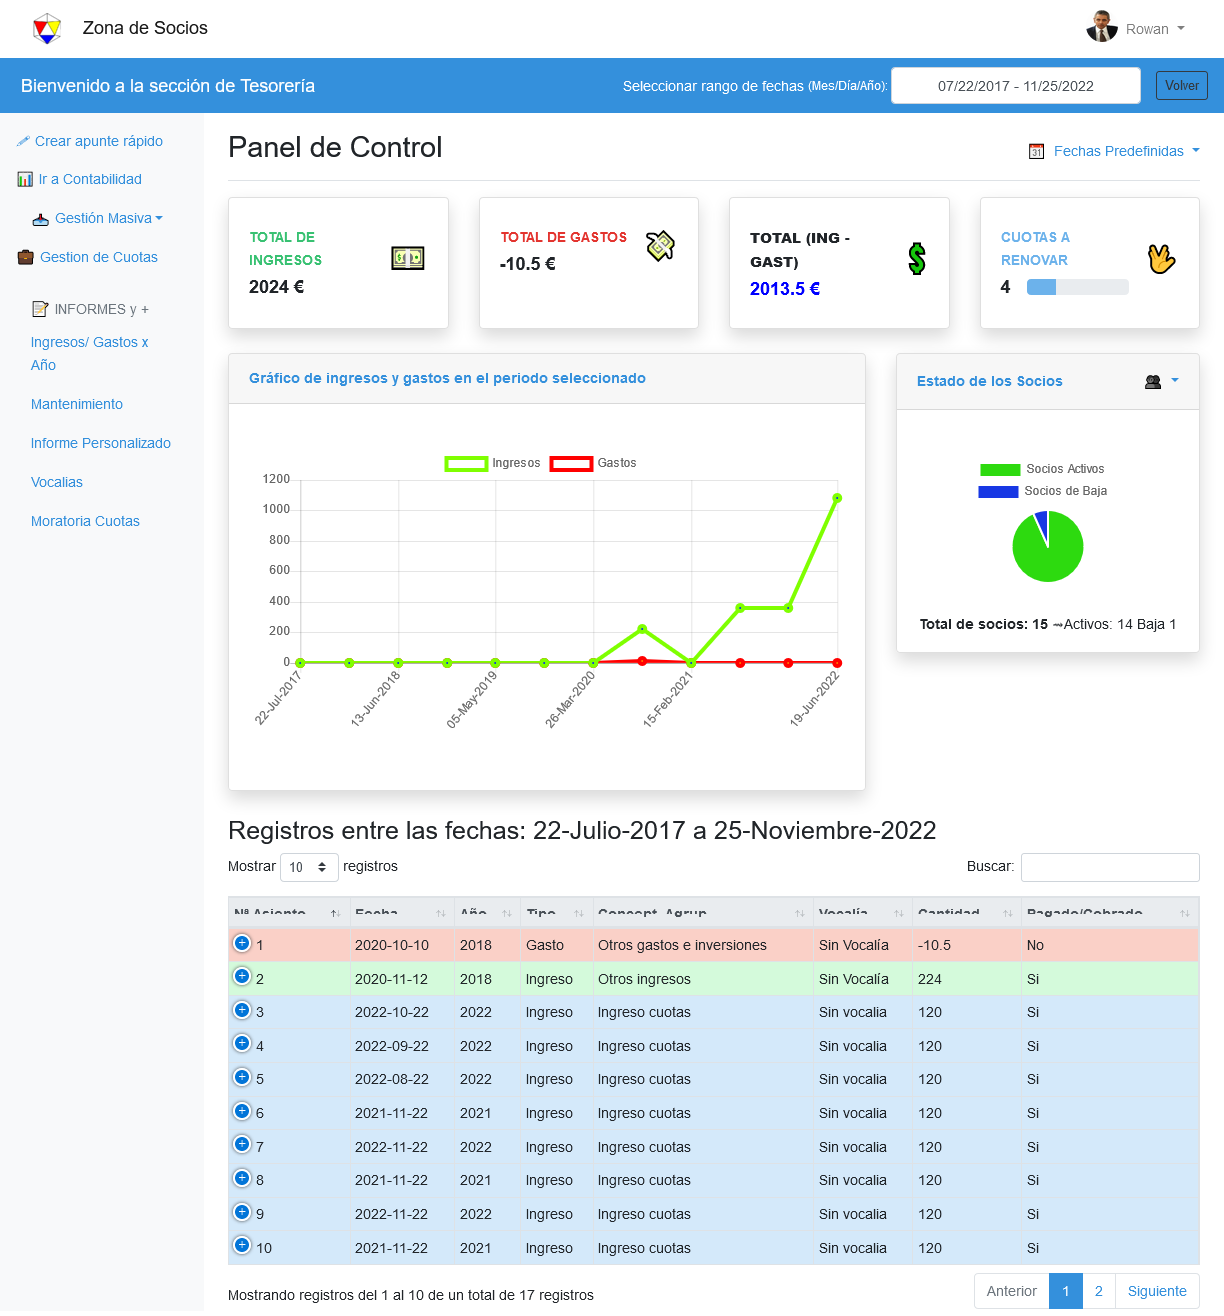 Zona de Socios
Rowan
Bienvenido a la sección de Tesorería
Seleccionar rango de fechas (Mes/Día/Año):
07/22/2017 - 11/25/2022
Volver
Crear apunte rápido
Ir a Contabilidad
Gestión Masiva
Gestion de Cuotas
INFORMES y +
Ingresos/ Gastos x
Año
Mantenimiento
Informe Personalizado
Vocalias
Moratoria Cuotas
Panel de Control
31
Fechas Predefinidas
TOTAL DE
INGRESOS
2024 €
TOTAL DE GASTOS
-10.5 €
TOTAL (ING -
GAST)
2013.5 €
CUOTAS A
RENOVAR
4
Gráfico de ingresos y gastos en el periodo seleccionado
Ingresos Gastos
1200
1000
800
600
400
200
0
22-Jul-2017
13-Jun-2018
05-May-2019
26-Mar-2020
15-Feb-2021
19-Jun-2022
Estado de los Socios
Socios Activos
Socios de Baja
Total de socios: 15 ⇝Activos: 14 Baja 1
Registros entre las fechas: 22-Julio-2017 a 25-Noviembre-2022
Mostrar 10 registros
Buscar:
Nª Asiento Fecha Año Tipo Concept. Agrup. Vocalía Cantidad Pagado/Cobrado
1 2020-10-10 2018 Gasto Otros gastos e inversiones Sin Vocalía -10.5 No
2 2020-11-12 2018 Ingreso Otros ingresos Sin Vocalía 224 Si
3 2022-10-22 2022 Ingreso Ingreso cuotas Sin vocalia 120 Si
4 2022-09-22 2022 Ingreso Ingreso cuotas Sin vocalia 120 Si
5 2022-08-22 2022 Ingreso Ingreso cuotas Sin vocalia 120 Si
6 2021-11-22 2021 Ingreso Ingreso cuotas Sin vocalia 120 Si
7 2022-11-22 2022 Ingreso Ingreso cuotas Sin vocalia 120 Si
8 2021-11-22 2021 Ingreso Ingreso cuotas Sin vocalia 120 Si
9 2022-11-22 2022 Ingreso Ingreso cuotas Sin vocalia 120 Si
10 2021-11-22 2021 Ingreso Ingreso cuotas Sin vocalia 120 Si
Mostrando registros del 1 al 10 de un total de 17 registros
Anterior 1 2 Siguiente